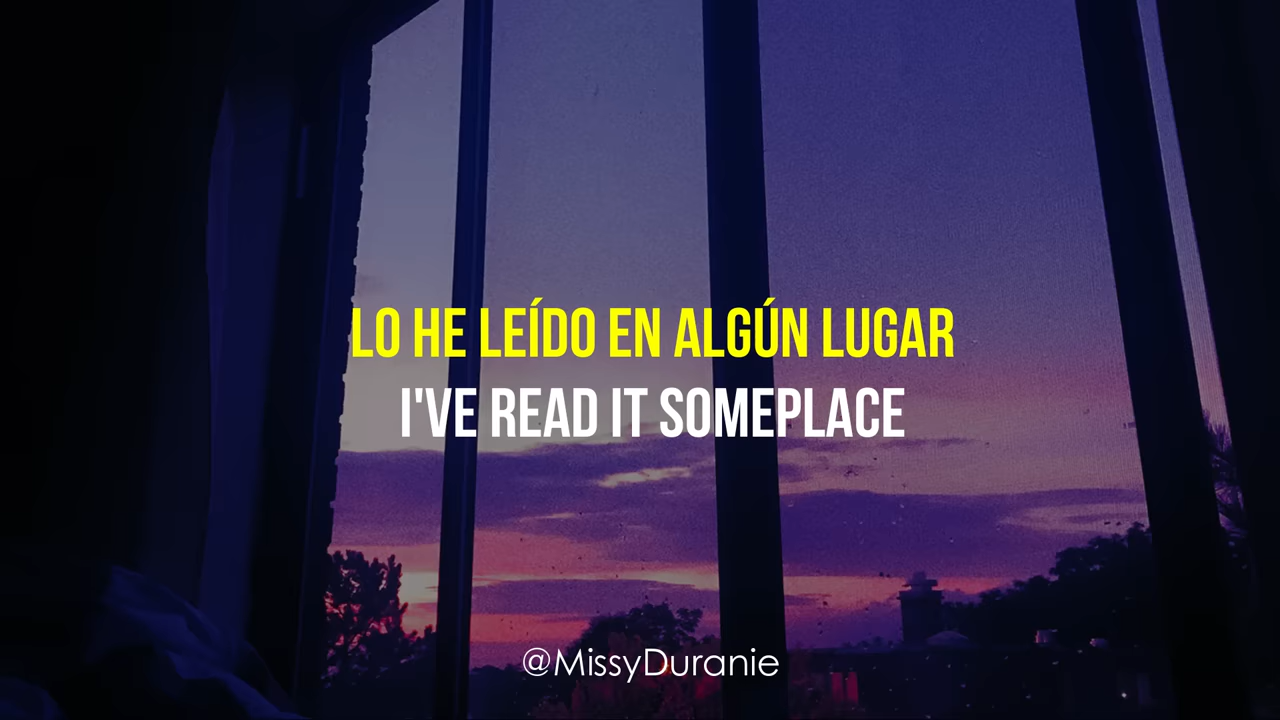 LO HE LEÍDO EN ALGÚN LUGAR
I'VE READ IT SOMEPLACE
@MissyDuranie